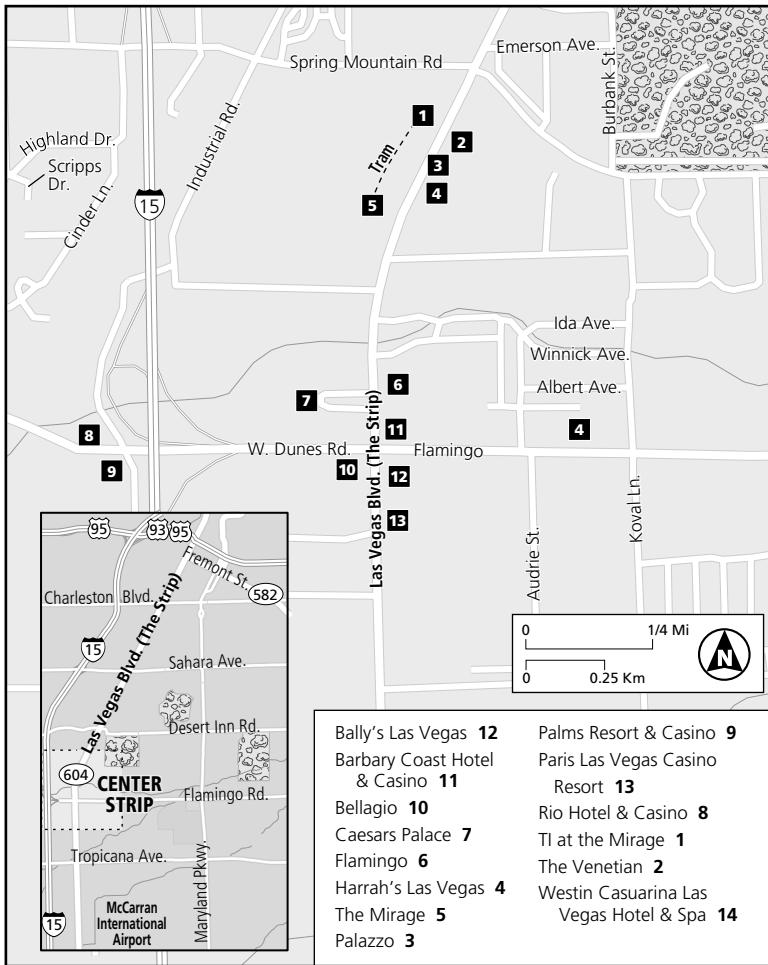 Emerson Ave.
Spring Mountain Rd
Burbank St.
Industrial Rd.
Highland Dr.
Scripps
Dr.
Cinder Ln.
15
1
Tram
2
3
4
5
Ida Ave.
Winnick Ave.
Albert Ave.
6
7
Las Vegas Blvd. (The Strip)
11
4
8
W. Dunes Rd.
Flamingo
9
10
12
13
Audrie St.
Koval Ln.
95
93
95
Fremont St.
582
Charleston Blvd.
15
Las Vegas Blvd. (The Strip)
Sahara Ave.
Desert Inn Rd.
604
CENTER
STRIP
Flamingo Rd.
Tropicana Ave.
Maryland Pkwy.
15
McCarran
International
Airport
0 1/4 Mi
0 0.25 Km
N
Bally's Las Vegas 12
Barbary Coast Hotel
& Casino 11
Bellagio 10
Caesars Palace 7
Flamingo 6
Harrah's Las Vegas 4
The Mirage 5
Palazzo 3
Palms Resort & Casino 9
Paris Las Vegas Casino
Resort 13
Rio Hotel & Casino 8
TI at the Mirage 1
The Venetian 2
Westin Casuarina Las
Vegas Hotel & Spa 14